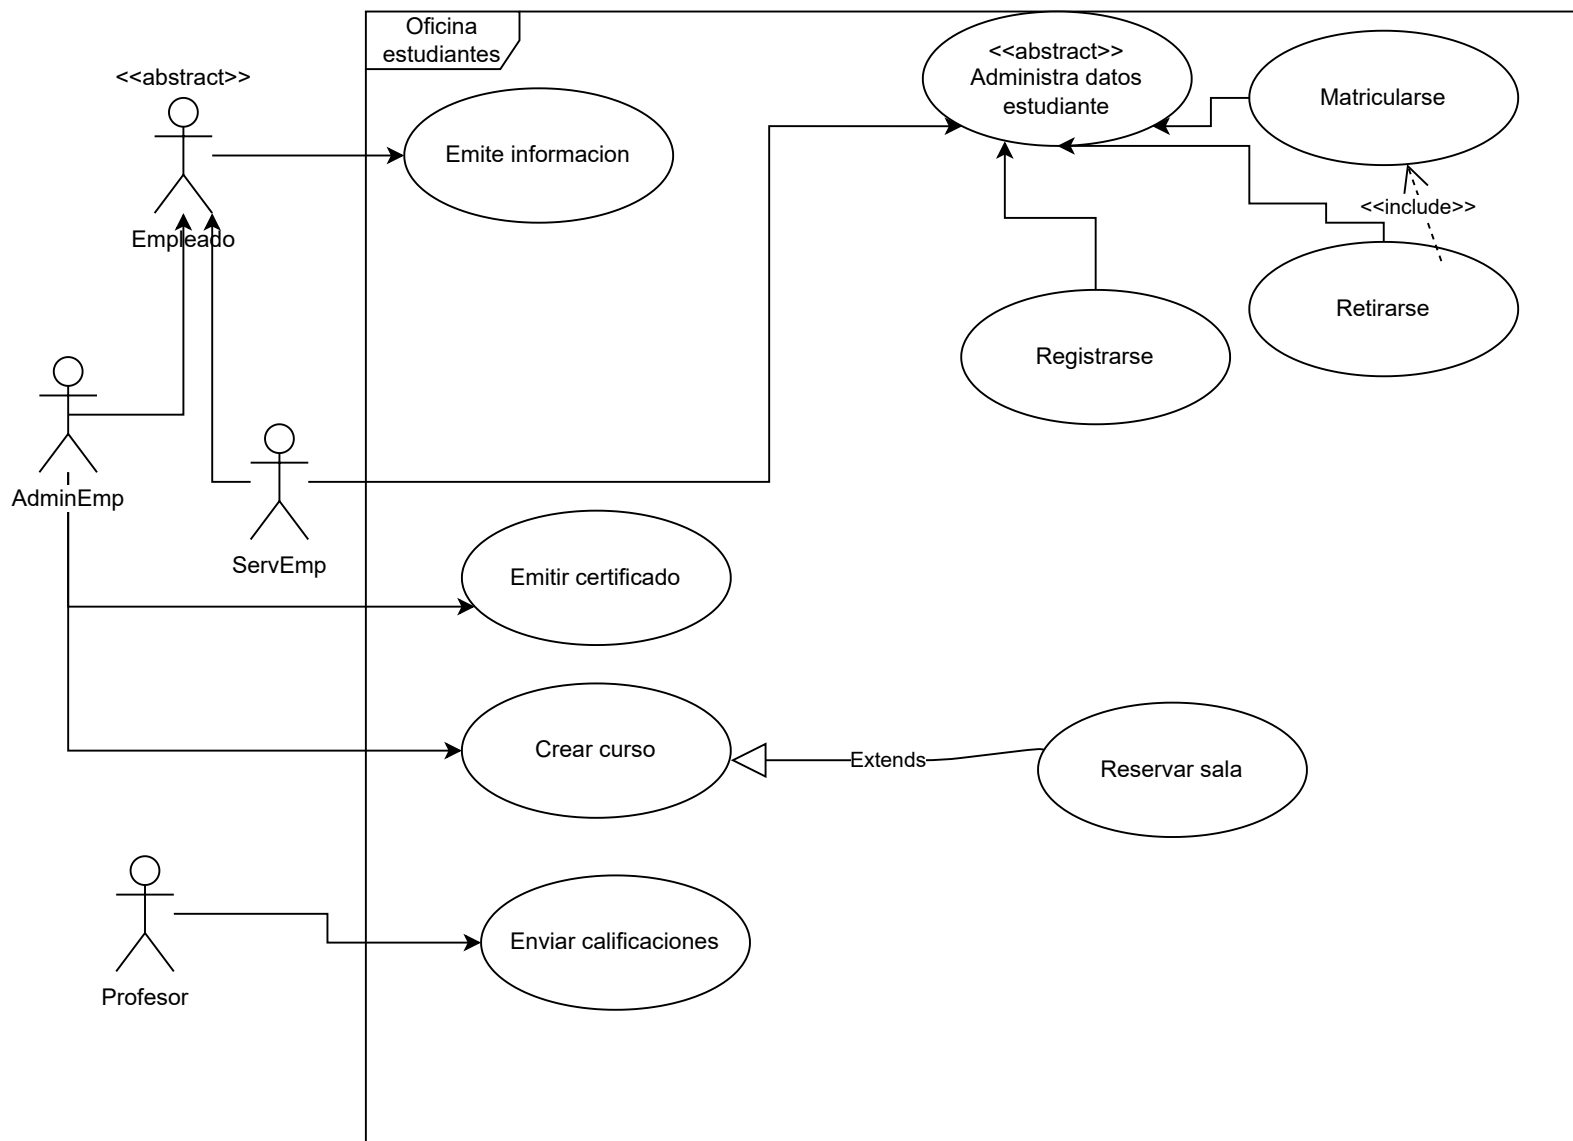 Oficina
estudiantes
<<abstract>>
Administra datos
estudiante
Matricularse
<<abstract>>
Emite informacion
<<include>>
Empleado
Retirarse
Registrarse
AdminEmp
ServEmp
Emitir certificado
Crear curso
Extends
Reservar sala
Enviar calificaciones
Profesor